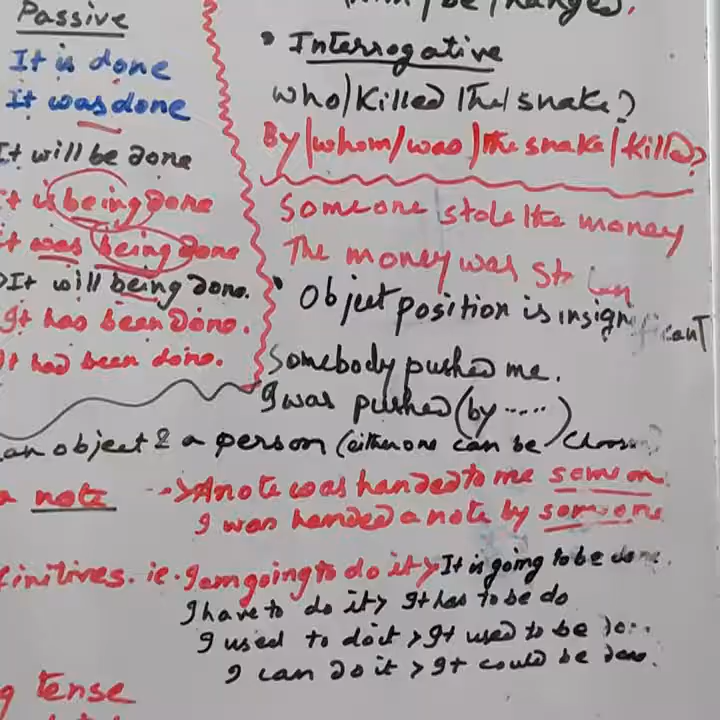 Passive
It is done
It was done
It will be done
it is being done
it was being done
It will being done.
It has been done.
It had been done.
be changed.
• Interrogative
who/killed/the/snake?
By/whom/was/the snake/killed?
Someone stole the money
The money was
• Object position is insignificant
Somebody pushed me.
I was pushed (by .....)
an object & a person (either one can be
a note --> A note was handed to me someone.
I was handed a note by someone
ie. I am going to do it > It is going to be done.
I have to do it > It has to be do
I used to do it > It used to be
I can do it > It could be
tense